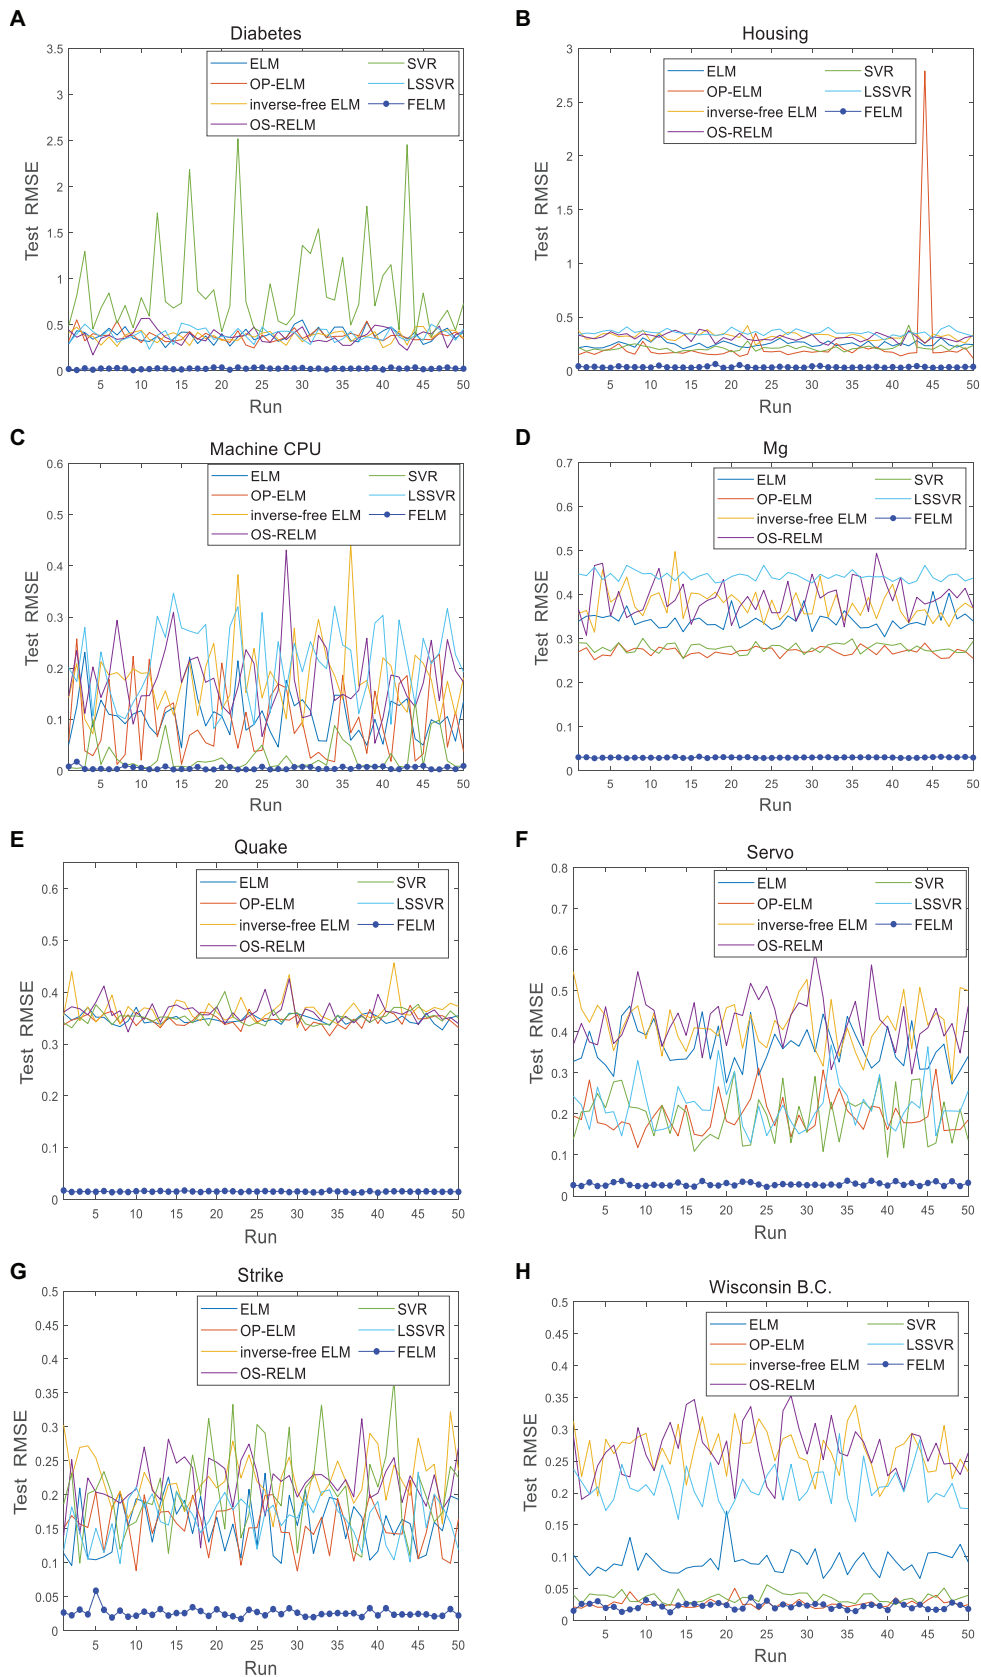 A
Diabetes
3.5
3
2.5
2
1.5
1
0.5
0
Test RMSE
5 10 15 20 25 30 35 40 45 50
Run
ELM
OP-ELM
inverse-free ELM
OS-RELM
SVR
LSSVR
FELM
B
Housing
3
2.5
2
1.5
1
0.5
0
Test RMSE
5 10 15 20 25 30 35 40 45 50
Run
ELM
OP-ELM
inverse-free ELM
OS-RELM
SVR
LSSVR
FELM
C
Machine CPU
0.6
0.5
0.4
0.3
0.2
0.1
0
Test RMSE
5 10 15 20 25 30 35 40 45 50
Run
ELM
OP-ELM
inverse-free ELM
OS-RELM
SVR
LSSVR
FELM
D
Mg
0.7
0.6
0.5
0.4
0.3
0.2
0.1
0
Test RMSE
5 10 15 20 25 30 35 40 45 50
Run
ELM
OP-ELM
inverse-free ELM
OS-RELM
SVR
LSSVR
FELM
E
Quake
0.6
0.5
0.4
0.3
0.2
0.1
0
Test RMSE
5 10 15 20 25 30 35 40 45 50
Run
ELM
OP-ELM
inverse-free ELM
OS-RELM
SVR
LSSVR
FELM
F
Servo
0.8
0.7
0.6
0.5
0.4
0.3
0.2
0.1
0
Test RMSE
5 10 15 20 25 30 35 40 45 50
Run
ELM
OP-ELM
inverse-free ELM
OS-RELM
SVR
LSSVR
FELM
G
Strike
0.5
0.45
0.4
0.35
0.3
0.25
0.2
0.15
0.1
0.05
0
Test RMSE
5 10 15 20 25 30 35 40 45 50
Run
ELM
OP-ELM
inverse-free ELM
OS-RELM
SVR
LSSVR
FELM
H
Wisconsin B.C.
0.5
0.45
0.4
0.35
0.3
0.25
0.2
0.15
0.1
0.05
0
Test RMSE
5 10 15 20 25 30 35 40 45 50
Run
ELM
OP-ELM
inverse-free ELM
OS-RELM
SVR
LSSVR
FELM